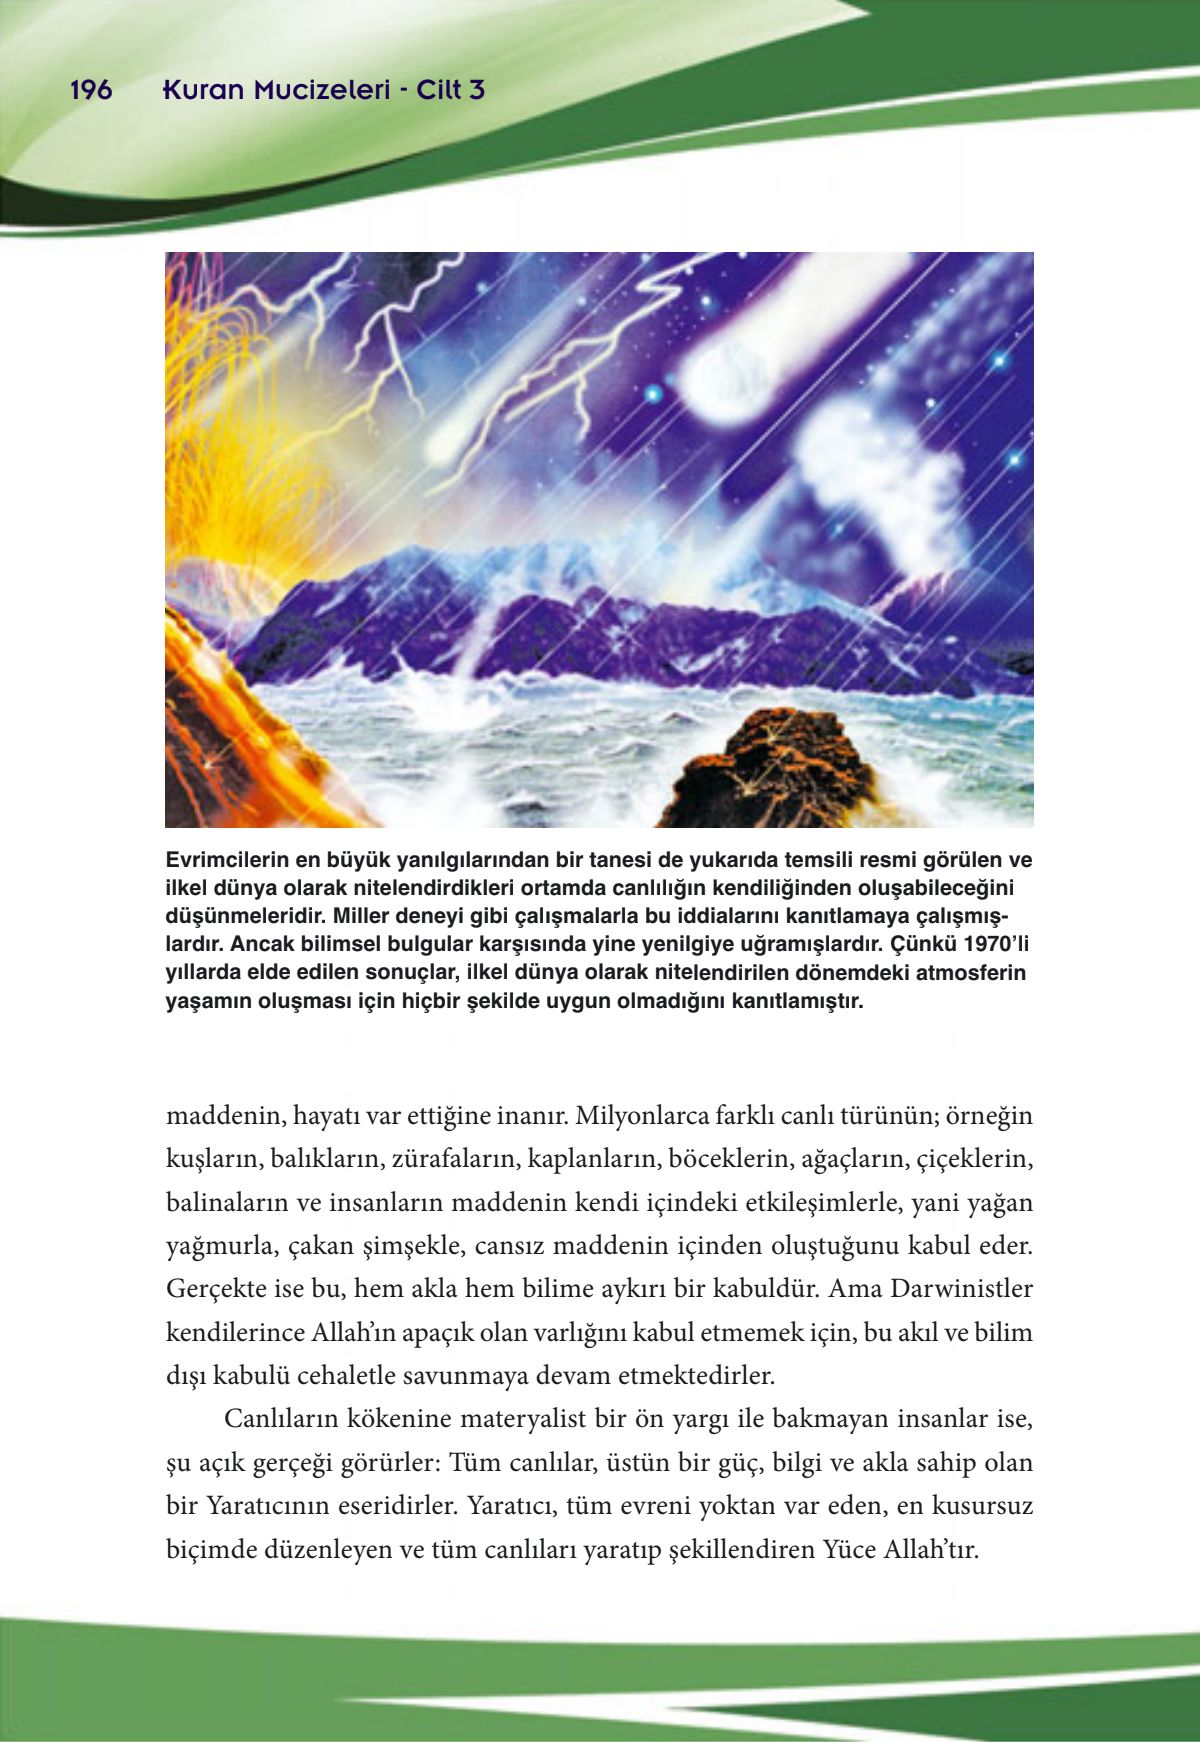 196 Kuran Mucizeleri - Cilt 3
Evrimcilerin en büyük yanılgılarından bir tanesi de yukarıda temsili resmi görülen ve
ilkel dünya olarak nitelendirdikleri ortamda canlılığın kendiliğinden oluşabileceğini
düşünmeleridir. Miller deneyi gibi çalışmalarla bu iddialarını kanıtlamaya çalışmış-
lardır. Ancak bilimsel bulgular karşısında yine yenilgiye uğramışlardır. Çünkü 1970’li
yıllarda elde edilen sonuçlar, ilkel dünya olarak nitelendirilen dönemdeki atmosferin
yaşamın oluşması için hiçbir şekilde uygun olmadığını kanıtlamıştır.
maddenin, hayatı var ettiğine inanır. Milyonlarca farklı canlı türünün; örneğin
kuşların, balıkların, zürafaların, kaplanların, böceklerin, ağaçların, çiçeklerin,
balinaların ve insanların maddenin kendi içindeki etkileşimlerle, yani yağan
yağmurla, çakan şimşekle, cansız maddenin içinden oluştuğunu kabul eder.
Gerçekte ise bu, hem akla hem bilime aykırı bir kabuldür. Ama Darwinistler
kendilerince Allah’ın apaçık olan varlığını kabul etmemek için, bu akıl ve bilim
dışı kabulü cehaletle savunmaya devam etmektedirler.
Canlıların kökenine materyalist bir ön yargı ile bakmayan insanlar ise,
şu açık gerçeği görürler: Tüm canlılar, üstün bir güç, bilgi ve akla sahip olan
bir Yaratıcının eseridirler. Yaratıcı, tüm evreni yoktan var eden, en kusursuz
biçimde düzenleyen ve tüm canlıları yaratıp şekillendiren Yüce Allah’tır.